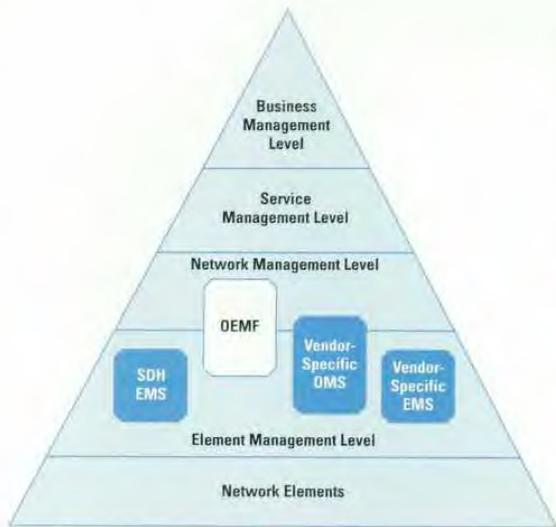 Business
Management
Level
Service
Management Level
Network Management Level
OEMF
Vendor-
Specific
OMS
SDH
EMS
Vendor-
Specific
EMS
Element Management Level
Network Elements